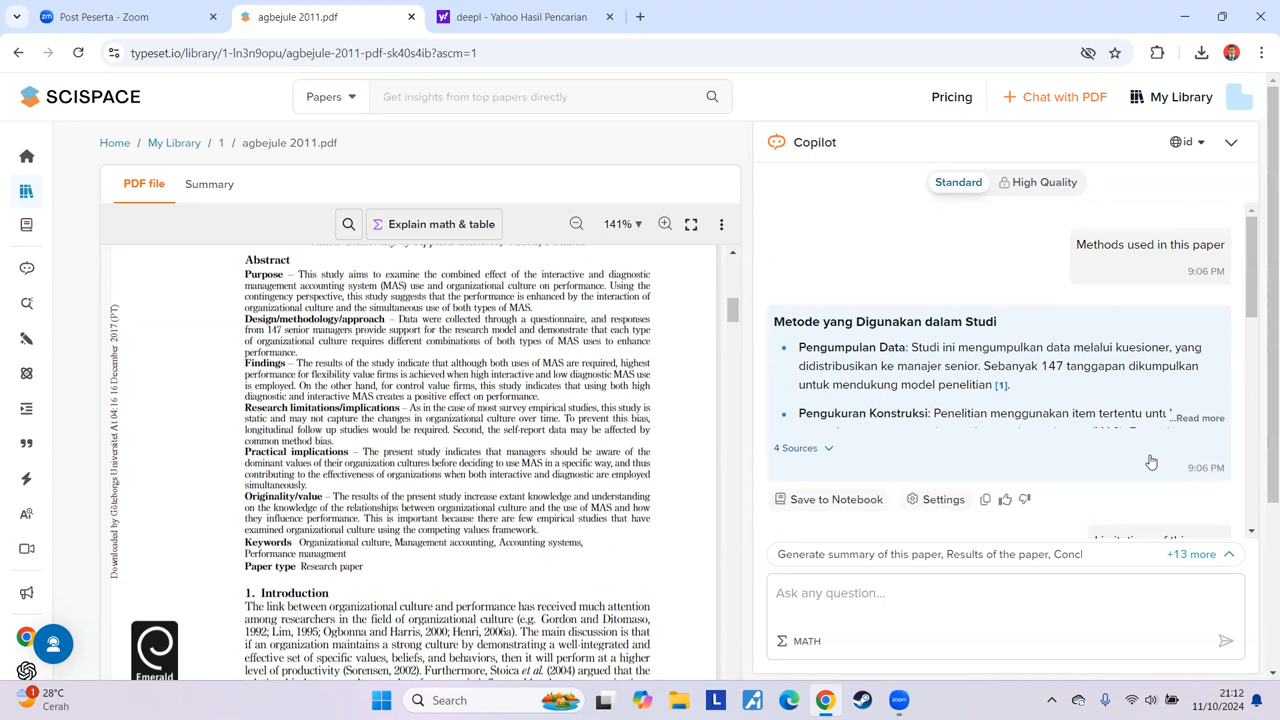 Post Peserta - Zoom
agbejule 2011.pdf
deepl - Yahoo Hasil Pencarian
typeset.io/library/1-ln3n9opu/agbejule-2011-pdf-sk40s4ib?ascm=1
SCISPACE
Papers
Get insights from top papers directly
Pricing
Chat with PDF
My Library
Home / My Library / 1 / agbejule 2011.pdf
PDF file
Summary
Explain math & table
141%
Abstract
Purpose – This study aims to examine the combined effect of the interactive and diagnostic
management accounting system (MAS) use and organizational culture on performance. Using the
contingency perspective, this study suggests that the performance is enhanced by the interaction of
organizational culture and the simultaneous use of both types of MAS.
Design/methodology/approach – Data were collected through a questionnaire, and responses
from 147 senior managers provide support for the research model and demonstrate that each type
of organizational culture requires different combinations of both types of MAS uses to enhance
performance.
Findings – The results of the study indicate that although both uses of MAS are required, highest
performance for flexibility value firms is achieved when high interactive and low diagnostic MAS use
is employed. On the other hand, for control value firms, this study indicates that using both high
diagnostic and interactive MAS creates a positive effect on performance.
Research limitations/implications – As in the case of most survey empirical studies, this study is
static and may not capture the changes in organizational culture over time. To prevent this bias,
longitudinal follow up studies would be required. Second, the self-report data may be affected by
common method bias.
Practical implications – The present study indicates that managers should be aware of the
dominant values of their organization cultures before deciding to use MAS in a specific way, and thus
contributing to the effectiveness of organizations when both interactive and diagnostic are employed
simultaneously.
Originality/value – The results of the present study increase extant knowledge and understanding
on the knowledge of the relationships between organizational culture and the use of MAS and how
they influence performance. This is important because there are few empirical studies that have
examined organizational culture using the competing values framework.
Keywords Organizational culture, Management accounting, Accounting systems,
Performance managment
Paper type Research paper
1. Introduction
The link between organizational culture and performance has received much attention
among researchers in the field of organizational culture (e.g. Gordon and Ditomaso,
1992; Lim, 1995; Ogbonna and Harris, 2000; Henri, 2006a). The main discussion is that
if an organization maintains a strong culture by demonstrating a well-integrated and
effective set of specific values, beliefs, and behaviors, then it will perform at a higher
level of productivity (Sorensen, 2002). Furthermore, Stoica et al. (2004) argued that the
Downloaded by Göteborgs Universitet At 04:16 16 December 2017 (PT)
Emerald
Copilot
id
Standard
High Quality
Methods used in this paper
9:06 PM
Metode yang Digunakan dalam Studi
• Pengumpulan Data: Studi ini mengumpulkan data melalui kuesioner, yang
didistribusikan ke manajer senior. Sebanyak 147 tanggapan dikumpulkan
untuk mendukung model penelitian [1].
• Pengukuran Konstruksi: Penelitian menggunakan item tertentu untu
...Read more
4 Sources
9:06 PM
Save to Notebook
Settings
Generate summary of this paper, Results of the paper, Concl
+13 more
Ask any question...
MATH
28°C
Cerah
1
Search
21:12
11/10/2024